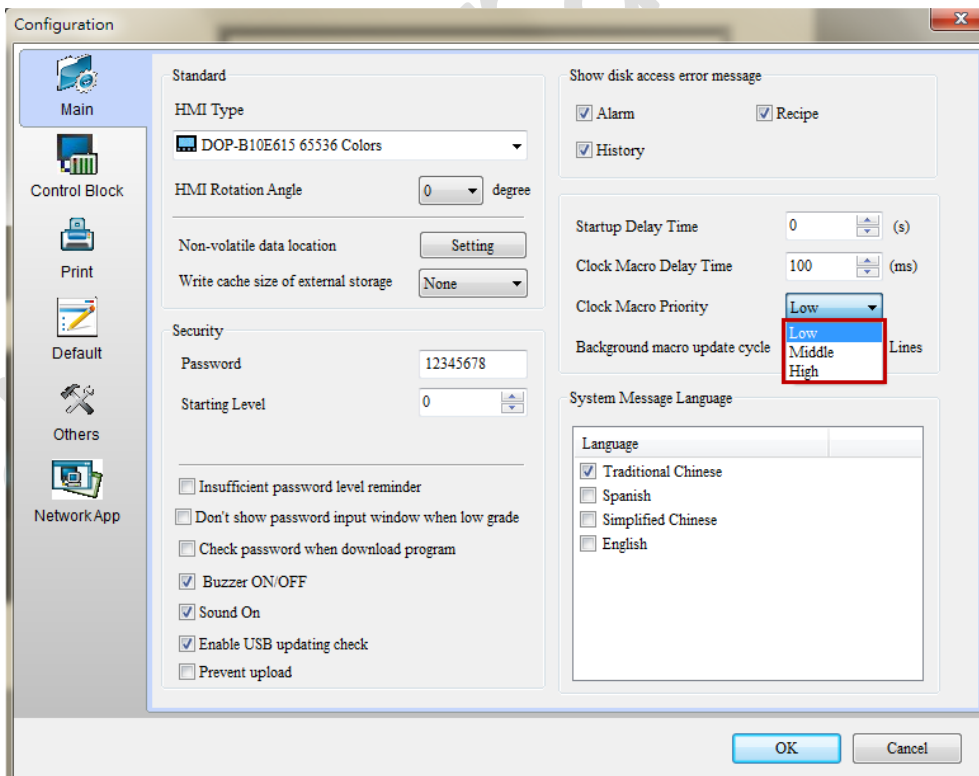 Configuration
Main
Control Block
Print
Default
Others
NetworkApp
Standard
HMI Type
DOP-B10E615 65536 Colors
HMI Rotation Angle 0 degree
Non-volatile data location Setting
Write cache size of external storage None
Security
Password 12345678
Starting Level 0
Insufficient password level reminder
Don't show password input window when low grade
Check password when download program
Buzzer ON/OFF
Sound On
Enable USB updating check
Prevent upload
Show disk access error message
Alarm Recipe
History
Startup Delay Time 0 (s)
Clock Macro Delay Time 100 (ms)
Clock Macro Priority Low
Low
Background macro update cycle Middle Lines
High
System Message Language
Language
Traditional Chinese
Spanish
Simplified Chinese
English
OK Cancel